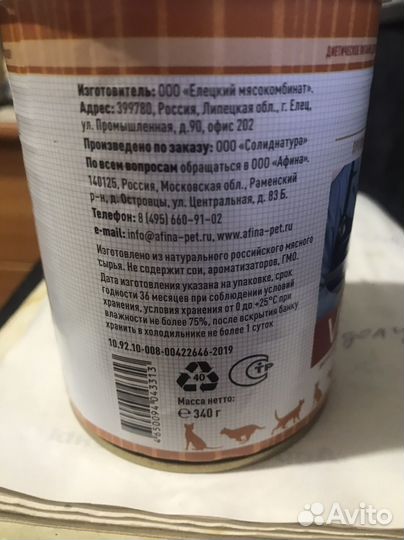 ДИЕТИЧЕСКОЕ
Изготовитель: ООО «Елецкий мясокомбинат».
Адрес: 399780, Россия, Липецкая обл., г. Елец,
ул. Промышленная, д.90, офис 202
Произведено по заказу: ООО «Солиднатура»
По всем вопросам обращаться в ООО «Афина».
140125, Россия, Московская обл., Раменский
р-н, д. Островцы, ул. Центральная, д. 83 Б.
Телефон: 8 (495) 660-91-02
e-mail: info@afina-pet.ru, www.afina-pet.ru
Изготовлено из натурального российского мясного
сырья. Не содержит сои, ароматизаторов, ГМО.
Дата изготовления указана на упаковке, срок
годности 36 месяцев при соблюдении условий
хранения, условия хранения от 0 до +25°С при
влажности не более 75%, после вскрытия банку
хранить в холодильнике не более 1 суток
10.92.10-008-00422646-2019
4650094043313
40
СТР
Масса нетто:
℮ 340 г
Avito